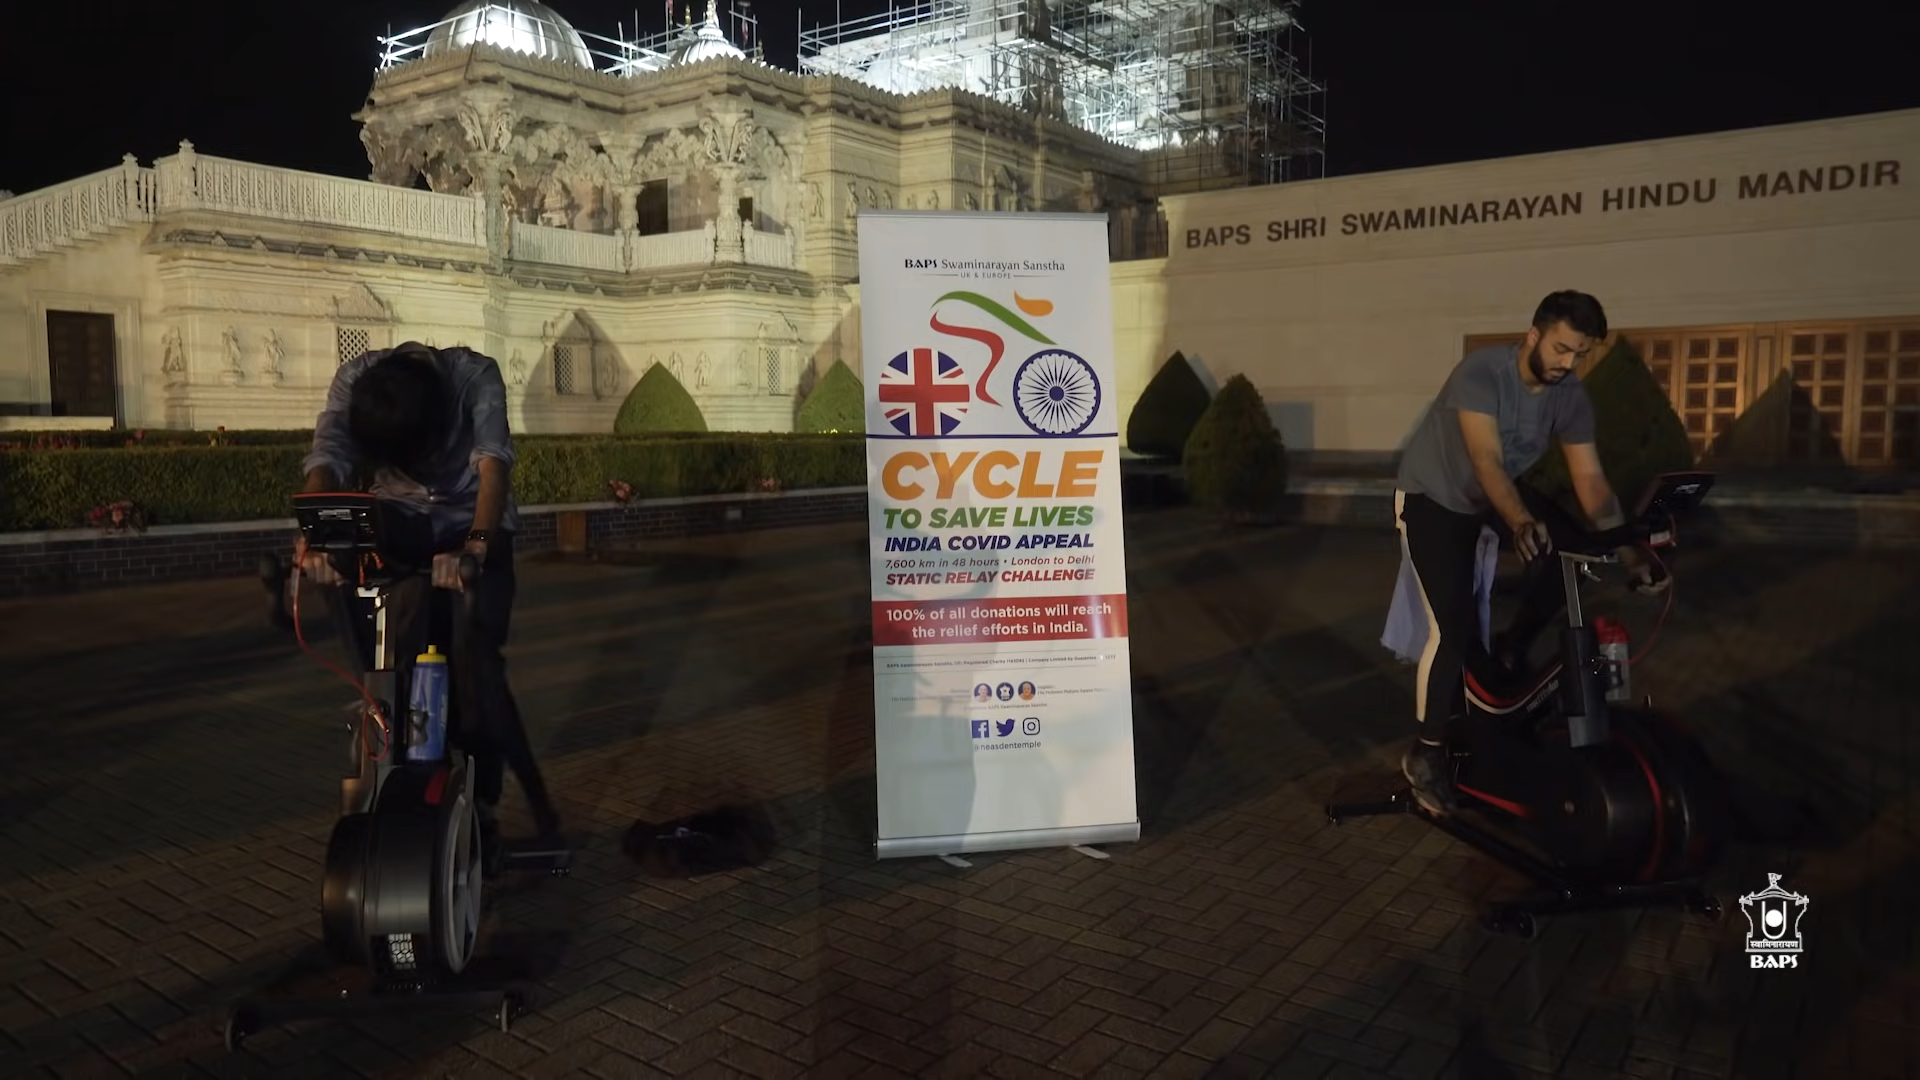 BAPS SHRI SWAMINARAYAN HINDU MANDIR
BAPS Swaminarayan Sanstha
UK & EUROPE
CYCLE
TO SAVE LIVES
INDIA COVID APPEAL
7,600 km in 48 hours • London to Delhi
STATIC RELAY CHALLENGE
100% of all donations will reach
the relief efforts in India.
@neasdentemple
स्वामिनारायण
BAPS